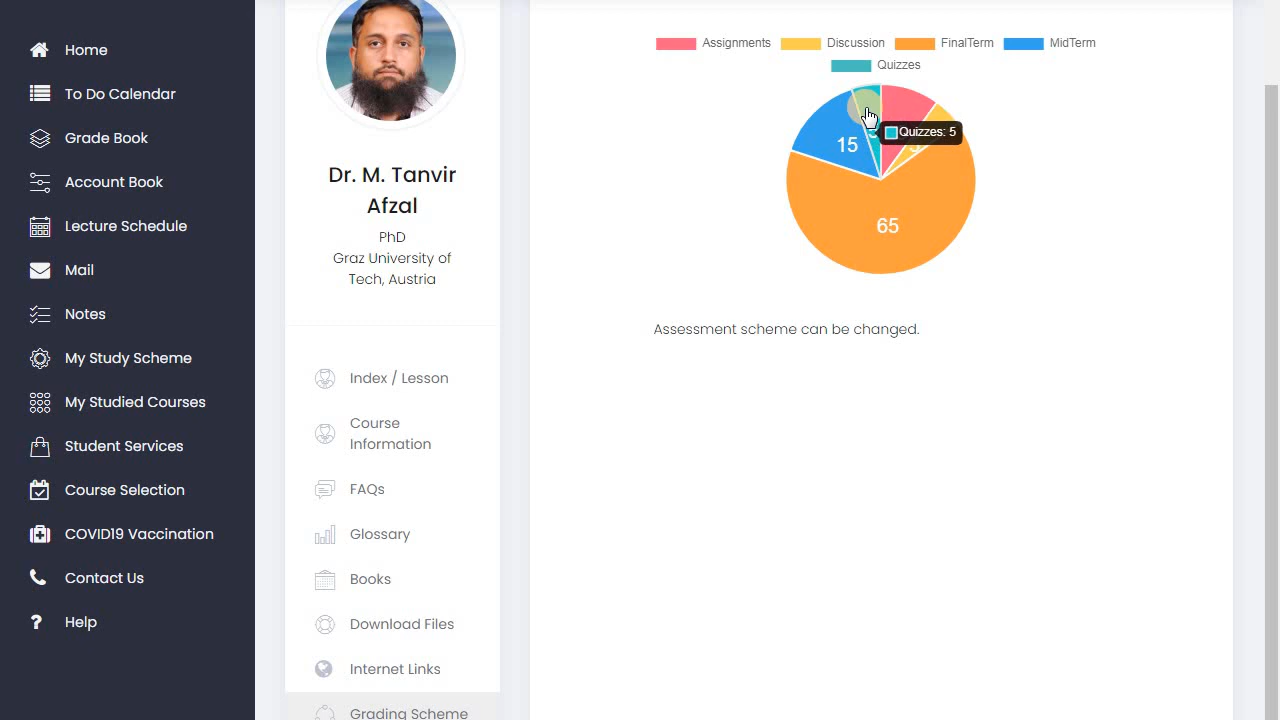 Home
To Do Calendar
Grade Book
Account Book
Lecture Schedule
Mail
Notes
My Study Scheme
My Studied Courses
Student Services
Course Selection
COVID19 Vaccination
Contact Us
Help
Dr. M. Tanvir
Afzal
PhD
Graz University of
Tech, Austria
Index / Lesson
Course
Information
FAQs
Glossary
Books
Download Files
Internet Links
Grading Scheme
Assignments
Discussion
FinalTerm
MidTerm
Quizzes
Quizzes: 5
15
65
Assessment scheme can be changed.